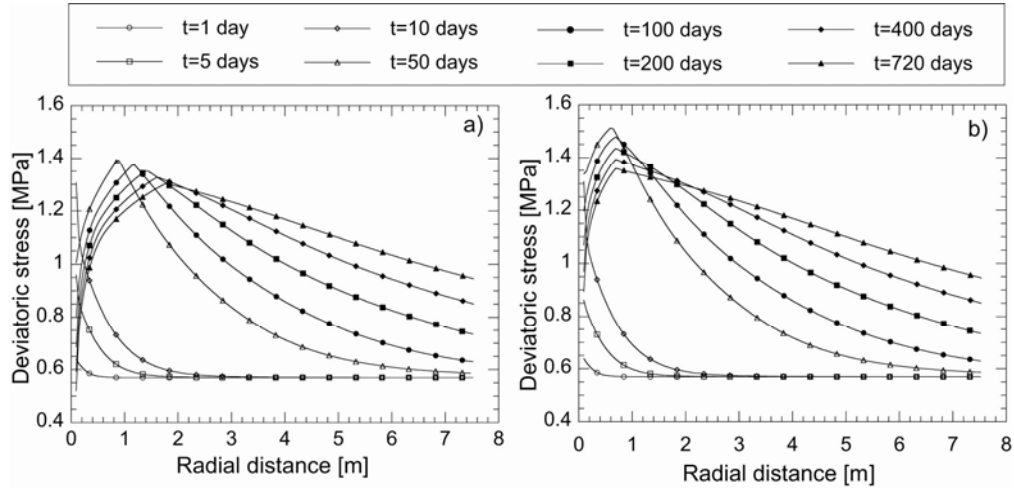 t=1 day
t=10 days
t=100 days
t=400 days
t=5 days
t=50 days
t=200 days
t=720 days
a)
Deviatoric stress [MPa]
1.6
1.4
1.2
1
0.8
0.6
0.4
0 1 2 3 4 5 6 7 8
Radial distance [m]
b)
Deviatoric stress [MPa]
1.6
1.4
1.2
1
0.8
0.6
0.4
0 1 2 3 4 5 6 7 8
Radial distance [m]